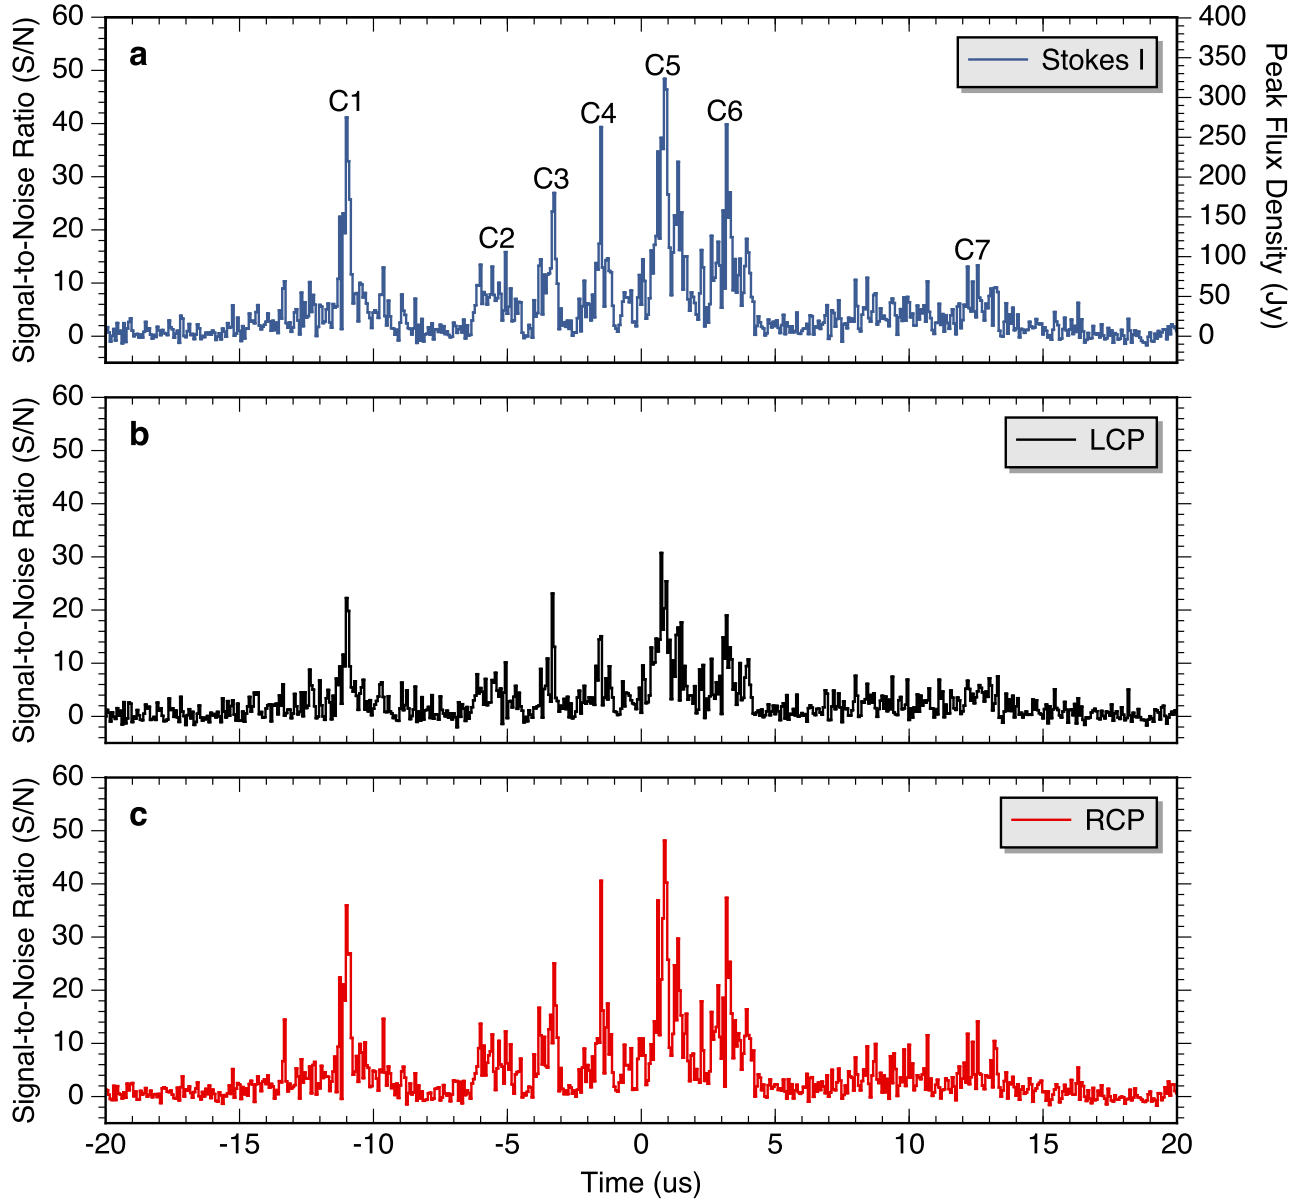 a
Stokes I
C1
C2
C3
C4
C5
C6
C7
60
50
40
30
20
10
0
Signal-to-Noise Ratio (S/N)
400
350
300
250
200
150
100
50
0
Peak Flux Density (Jy)
b
LCP
60
50
40
30
20
10
0
Signal-to-Noise Ratio (S/N)
c
RCP
60
50
40
30
20
10
0
Signal-to-Noise Ratio (S/N)
-20 -15 -10 -5 0 5 10 15 20
Time (us)